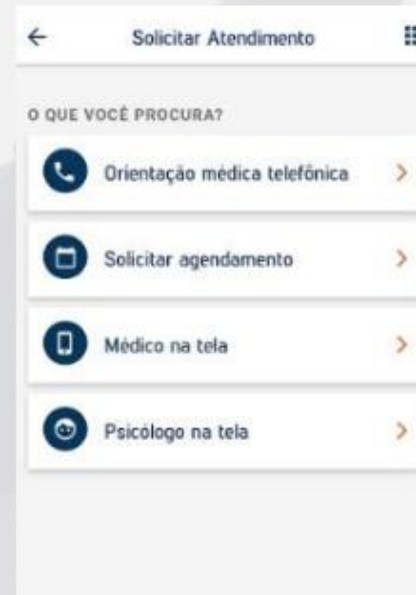 Solicitar Atendimento
O QUE VOCÊ PROCURA?
Orientação médica telefônica
Solicitar agendamento
Médico na tela
Psicólogo na tela